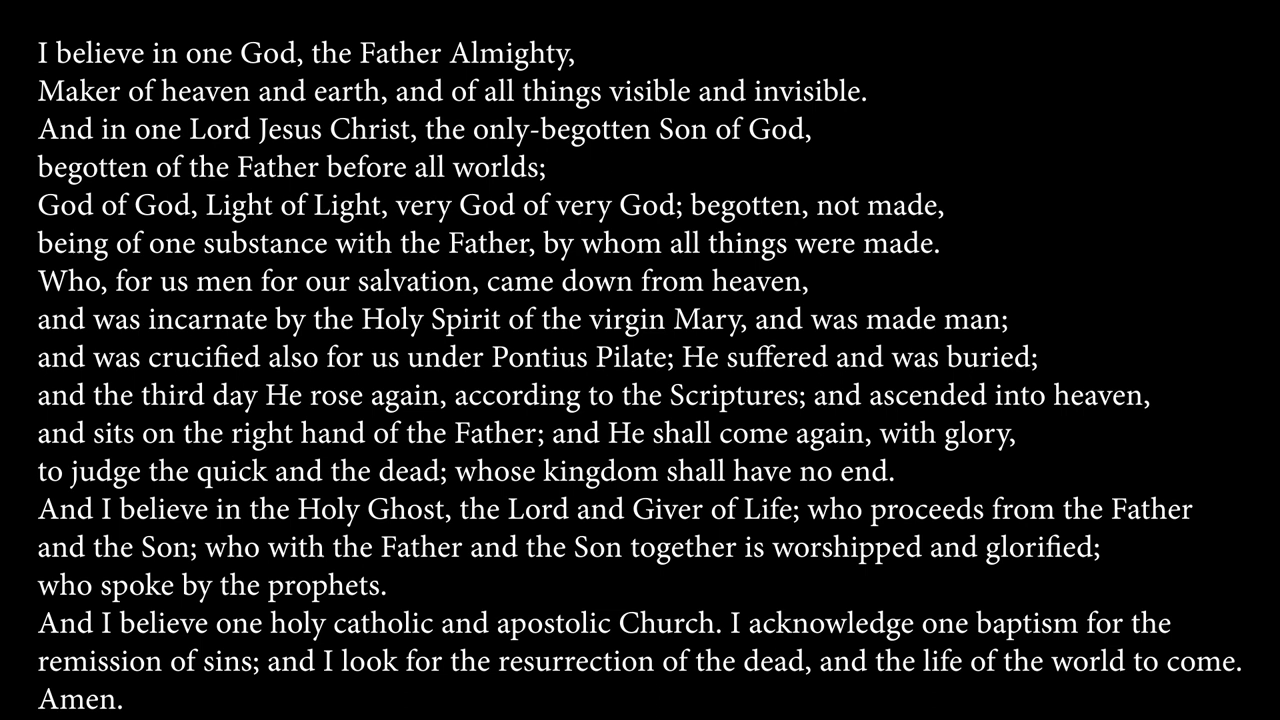 I believe in one God, the Father Almighty,
Maker of heaven and earth, and of all things visible and invisible.
And in one Lord Jesus Christ, the only-begotten Son of God,
begotten of the Father before all worlds;
God of God, Light of Light, very God of very God; begotten, not made,
being of one substance with the Father, by whom all things were made.
Who, for us men for our salvation, came down from heaven,
and was incarnate by the Holy Spirit of the virgin Mary, and was made man;
and was crucified also for us under Pontius Pilate; He suffered and was buried;
and the third day He rose again, according to the Scriptures; and ascended into heaven,
and sits on the right hand of the Father; and He shall come again, with glory,
to judge the quick and the dead; whose kingdom shall have no end.
And I believe in the Holy Ghost, the Lord and Giver of Life; who proceeds from the Father
and the Son; who with the Father and the Son together is worshipped and glorified;
who spoke by the prophets.
And I believe one holy catholic and apostolic Church. I acknowledge one baptism for the
remission of sins; and I look for the resurrection of the dead, and the life of the world to come.
Amen.